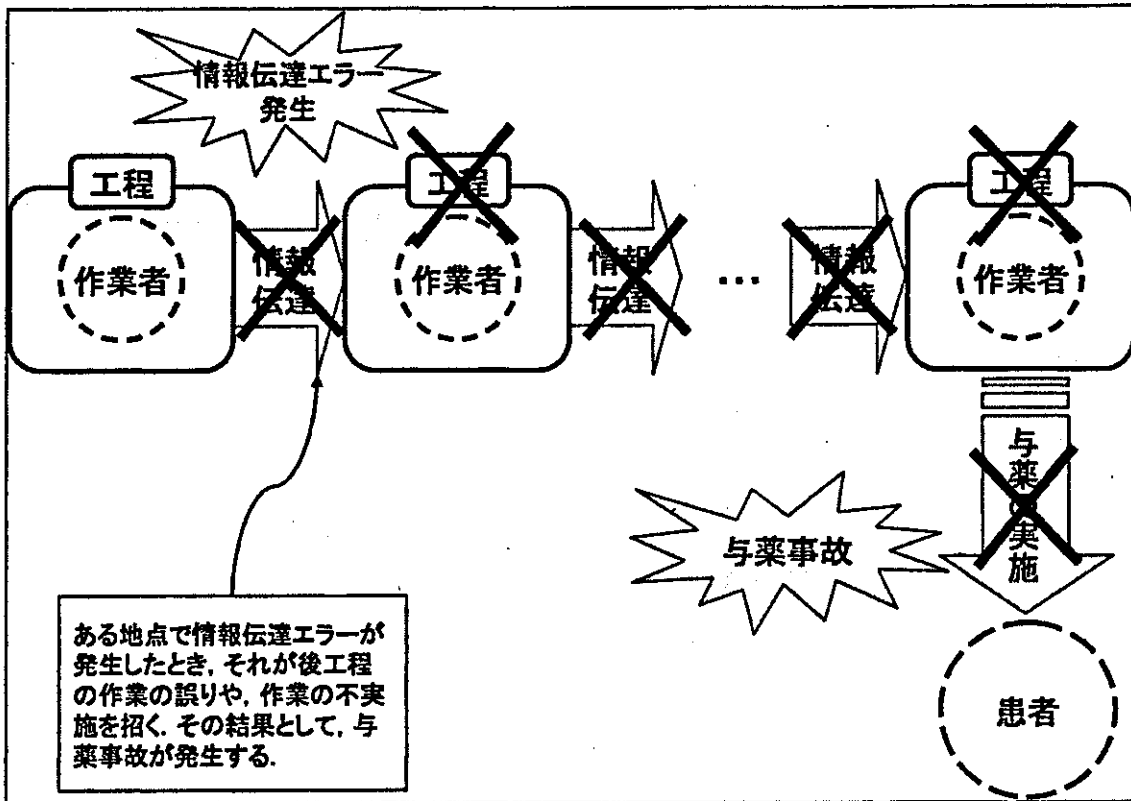 情報伝達エラー
発生
工程
工程
工程
作業者
情報
伝達
作業者
情報
伝達
…
情報
伝達
作業者
与薬の実施
与薬事故
ある地点で情報伝達エラーが
発生したとき，それが後工程
の作業の誤りや，作業の不実
施を招く．その結果として，与
薬事故が発生する．
患者